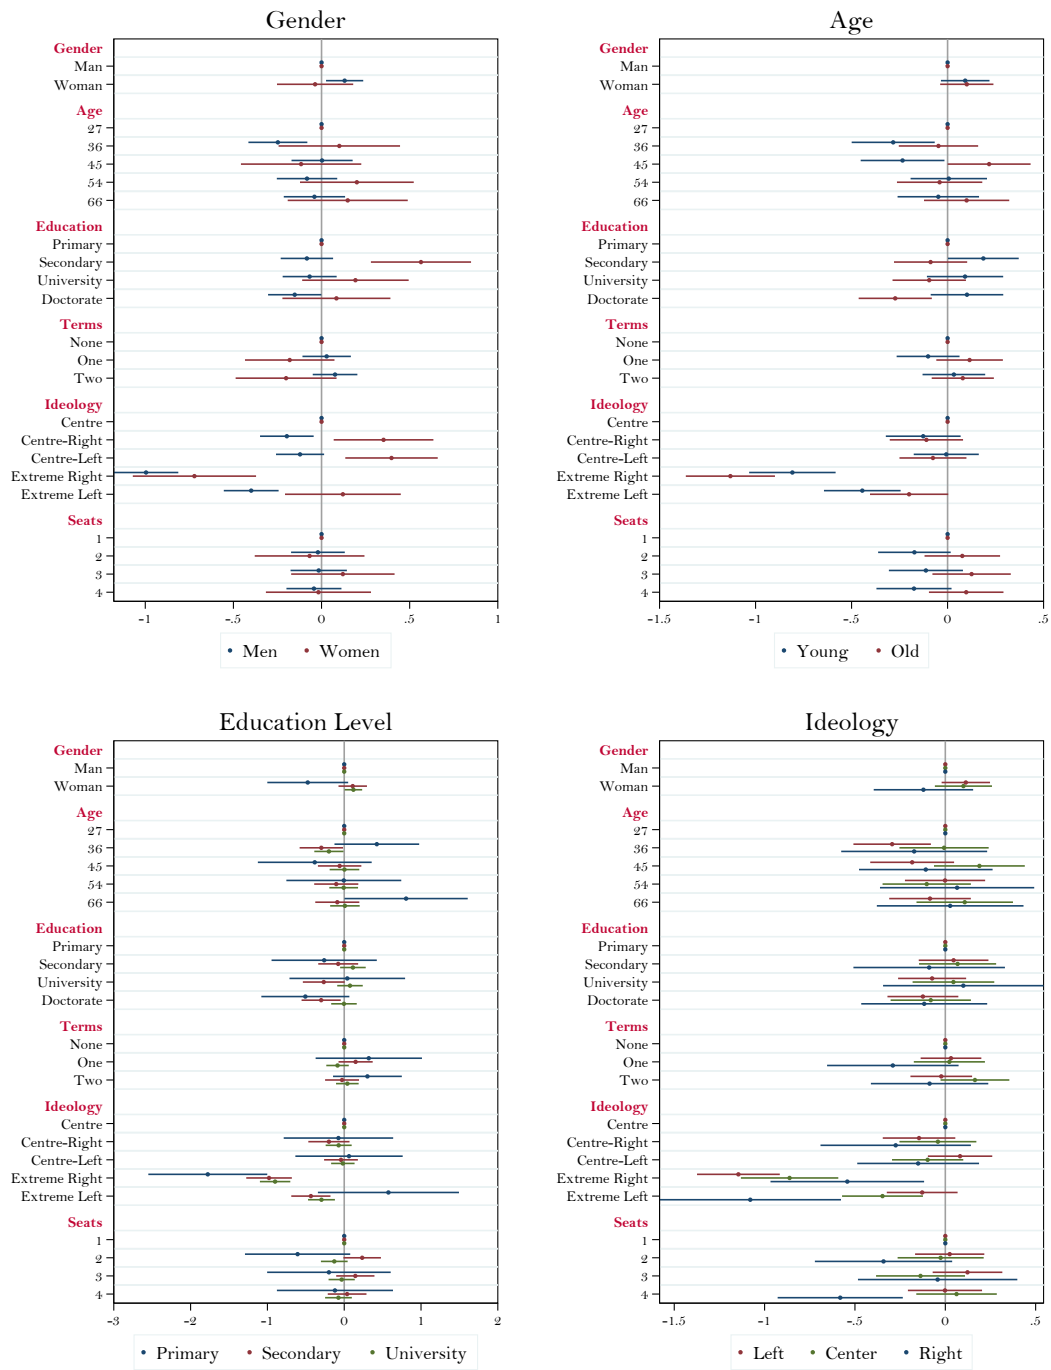 Gender
Gender
Man
Woman
Age
27
36
45
54
66
Education
Primary
Secondary
University
Doctorate
Terms
None
One
Two
Ideology
Centre
Centre-Right
Centre-Left
Extreme Right
Extreme Left
Seats
1
2
3
4
-1 -.5 0 .5 1
Men Women
Age
Gender
Man
Woman
Age
27
36
45
54
66
Education
Primary
Secondary
University
Doctorate
Terms
None
One
Two
Ideology
Centre
Centre-Right
Centre-Left
Extreme Right
Extreme Left
Seats
1
2
3
4
-1.5 -1 -.5 0 .5
Young Old
Education Level
Gender
Man
Woman
Age
27
36
45
54
66
Education
Primary
Secondary
University
Doctorate
Terms
None
One
Two
Ideology
Centre
Centre-Right
Centre-Left
Extreme Right
Extreme Left
Seats
1
2
3
4
-3 -2 -1 0 1 2
Primary Secondary University
Ideology
Gender
Man
Woman
Age
27
36
45
54
66
Education
Primary
Secondary
University
Doctorate
Terms
None
One
Two
Ideology
Centre
Centre-Right
Centre-Left
Extreme Right
Extreme Left
Seats
1
2
3
4
-1.5 -1 -.5 0 .5
Left Center Right